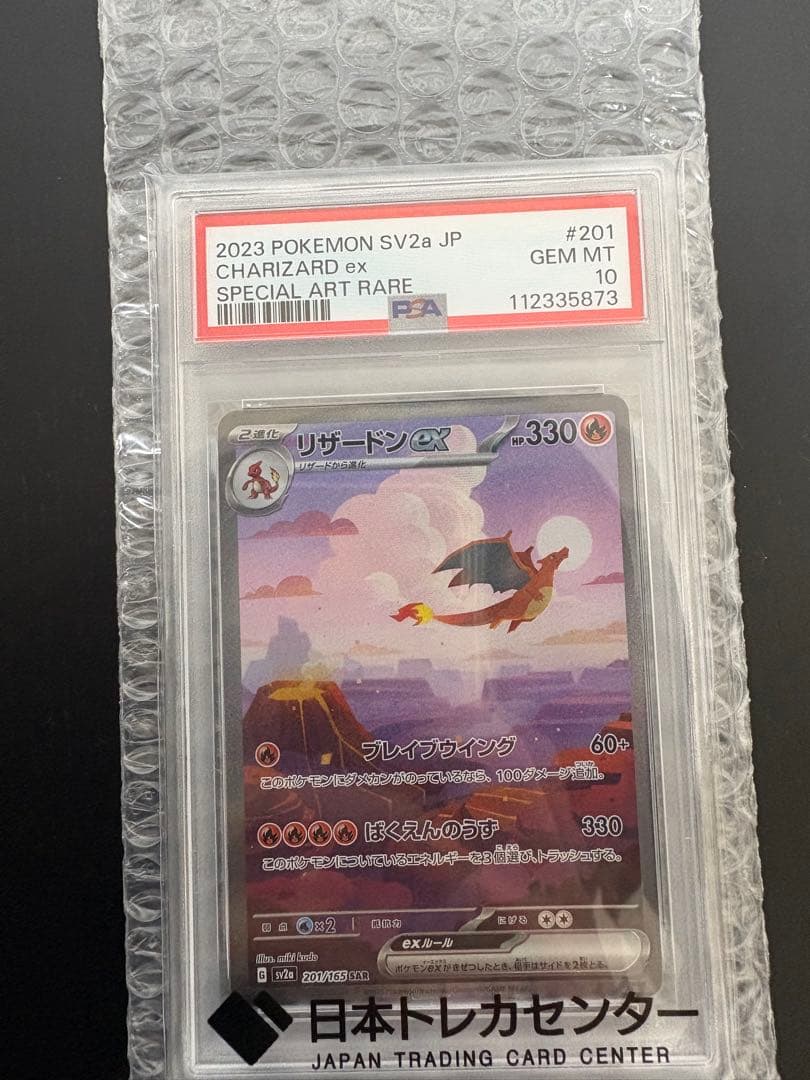 2023 POKEMON SV2a JP #201
CHARIZARD ex GEM MT
SPECIAL ART RARE 10
PSA 112335873
2進化 リザードンex HP330
リザードから進化
ブレイブウイング 60+
このポケモンにダメカンがのっているなら、100ダメージ追加。
ばくえんのうず 330
このポケモンについているエネルギーを3個選び、トラッシュする。
弱点 ×2 抵抗力 にげる
exルール
ポケモンexがきぜつしたとき、相手はサイドを2枚とる。
Illus. miki kudo
G sv2a 201/165 SAR
日本トレカセンター
JAPAN TRADING CARD CENTER